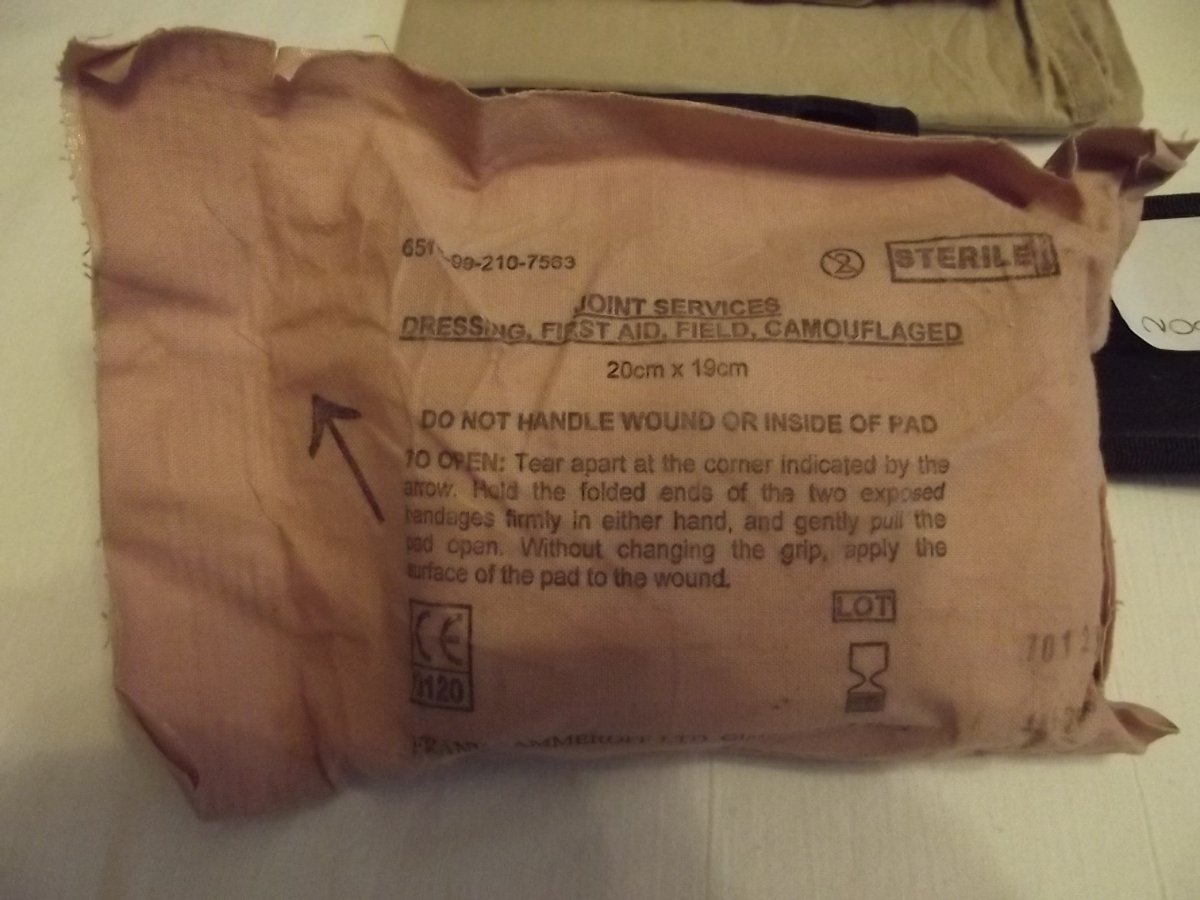 -99-210-7563
2
STERILE
JOINT SERVICES
DRESSING, FIRST AID, FIELD, CAMOUFLAGED
20cm x 19cm
DO NOT HANDLE WOUND OR INSIDE OF PAD
TO OPEN: Tear apart at the corner indicated by the
arrow. Hold the folded ends of the two exposed
bandages firmly in either hand, and gently pull the
pad open. Without changing the grip, apply the
surface of the pad to the wound.
LOT
CE
0120